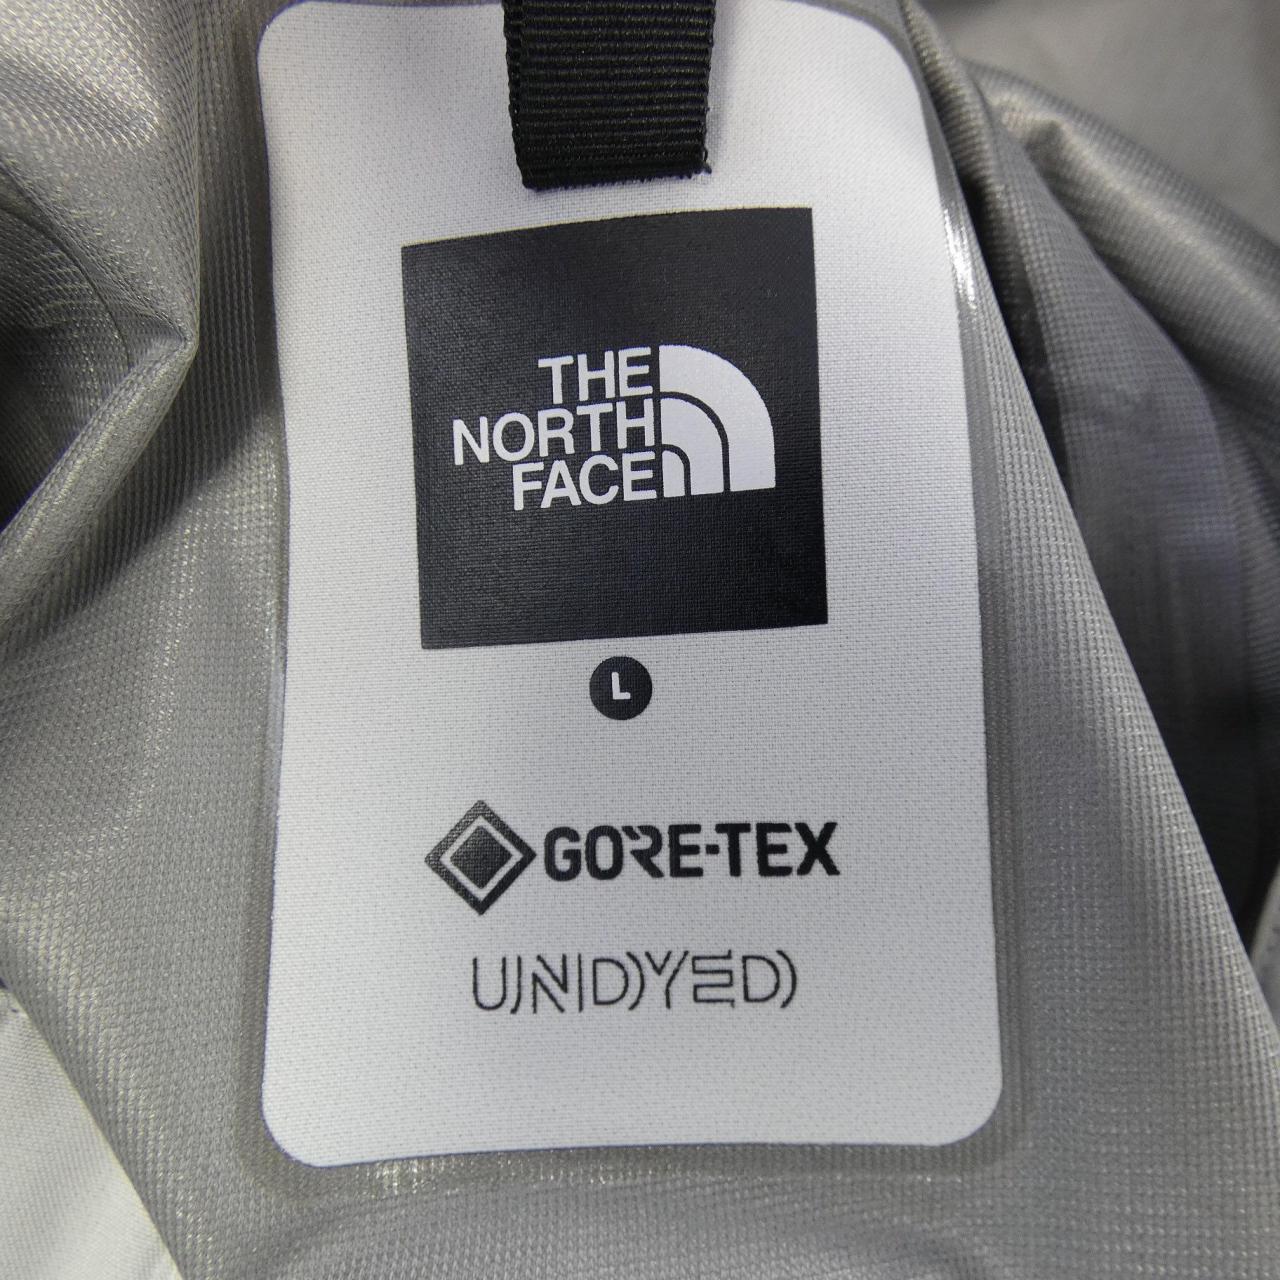 THE
NORTH
FACE
L
GORE-TEX
UNDYED